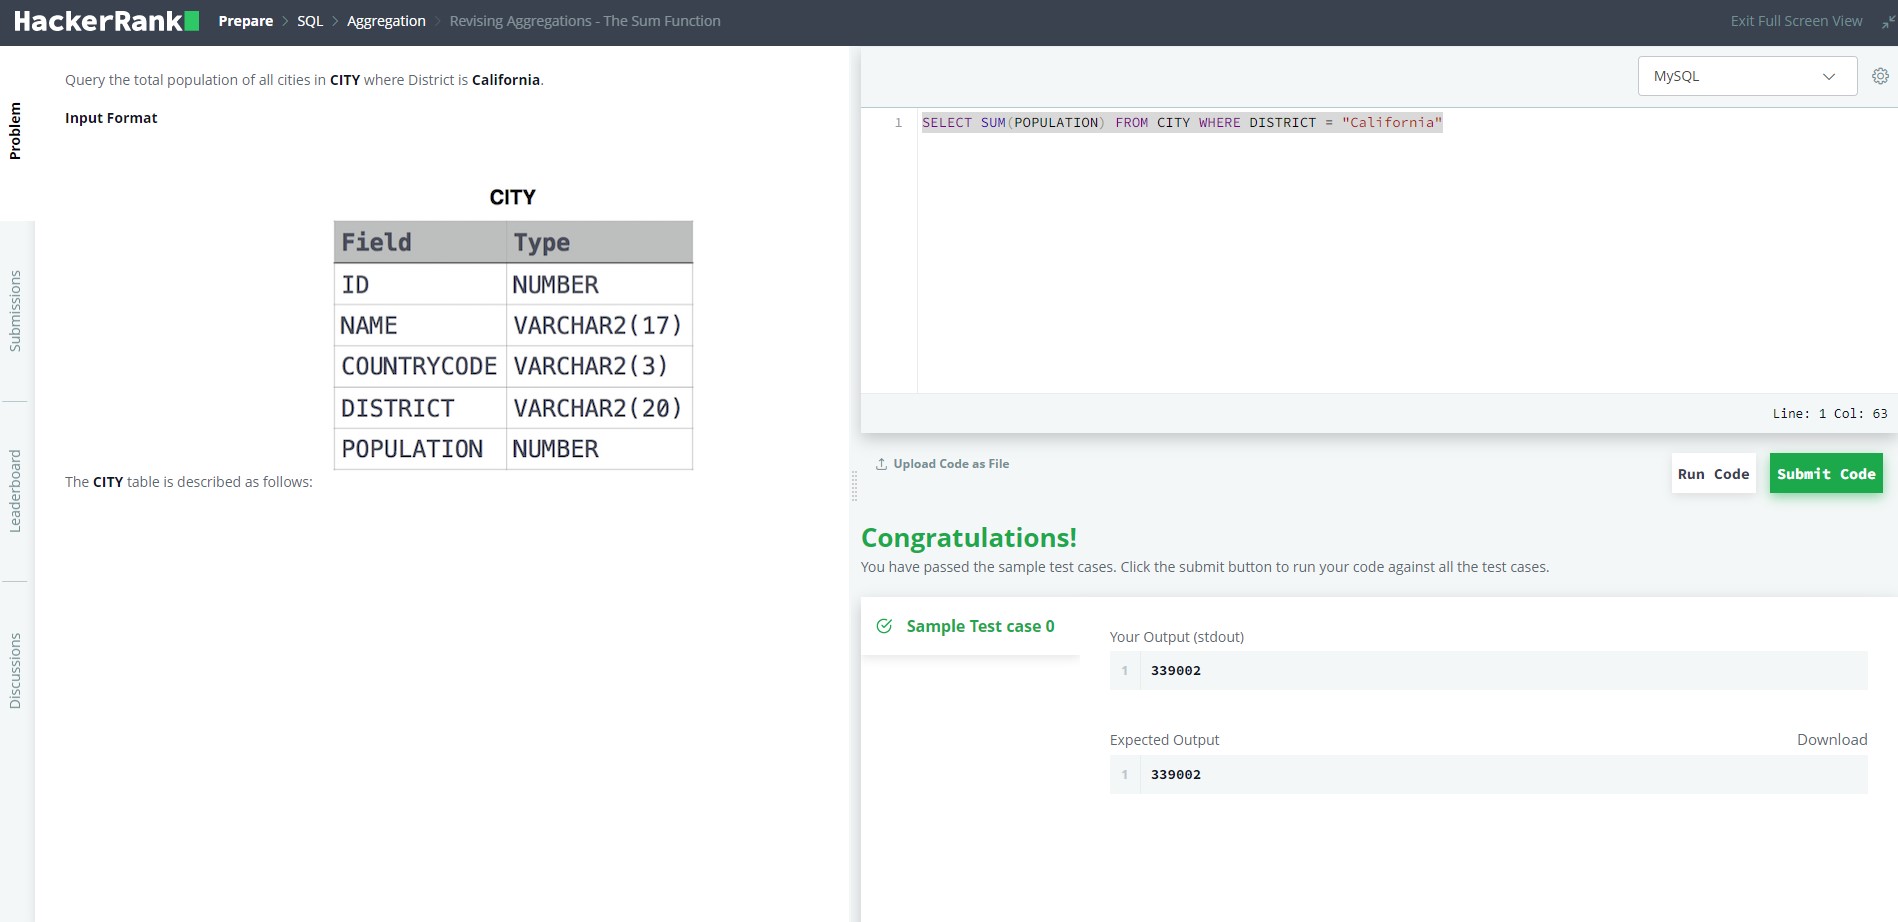 HackerRank Prepare > SQL > Aggregation > Revising Aggregations - The Sum Function Exit Full Screen View
Problem
Submissions
Leaderboard
Discussions
Query the total population of all cities in CITY where District is California.
Input Format
CITY
Field Type
ID NUMBER
NAME VARCHAR2(17)
COUNTRYCODE VARCHAR2(3)
DISTRICT VARCHAR2(20)
POPULATION NUMBER
The CITY table is described as follows:
MySQL
1 SELECT SUM(POPULATION) FROM CITY WHERE DISTRICT = "California"
Line: 1 Col: 63
Upload Code as File
Run Code
Submit Code
Congratulations!
You have passed the sample test cases. Click the submit button to run your code against all the test cases.
Sample Test case 0
Your Output (stdout)
1 339002
Expected Output Download
1 339002